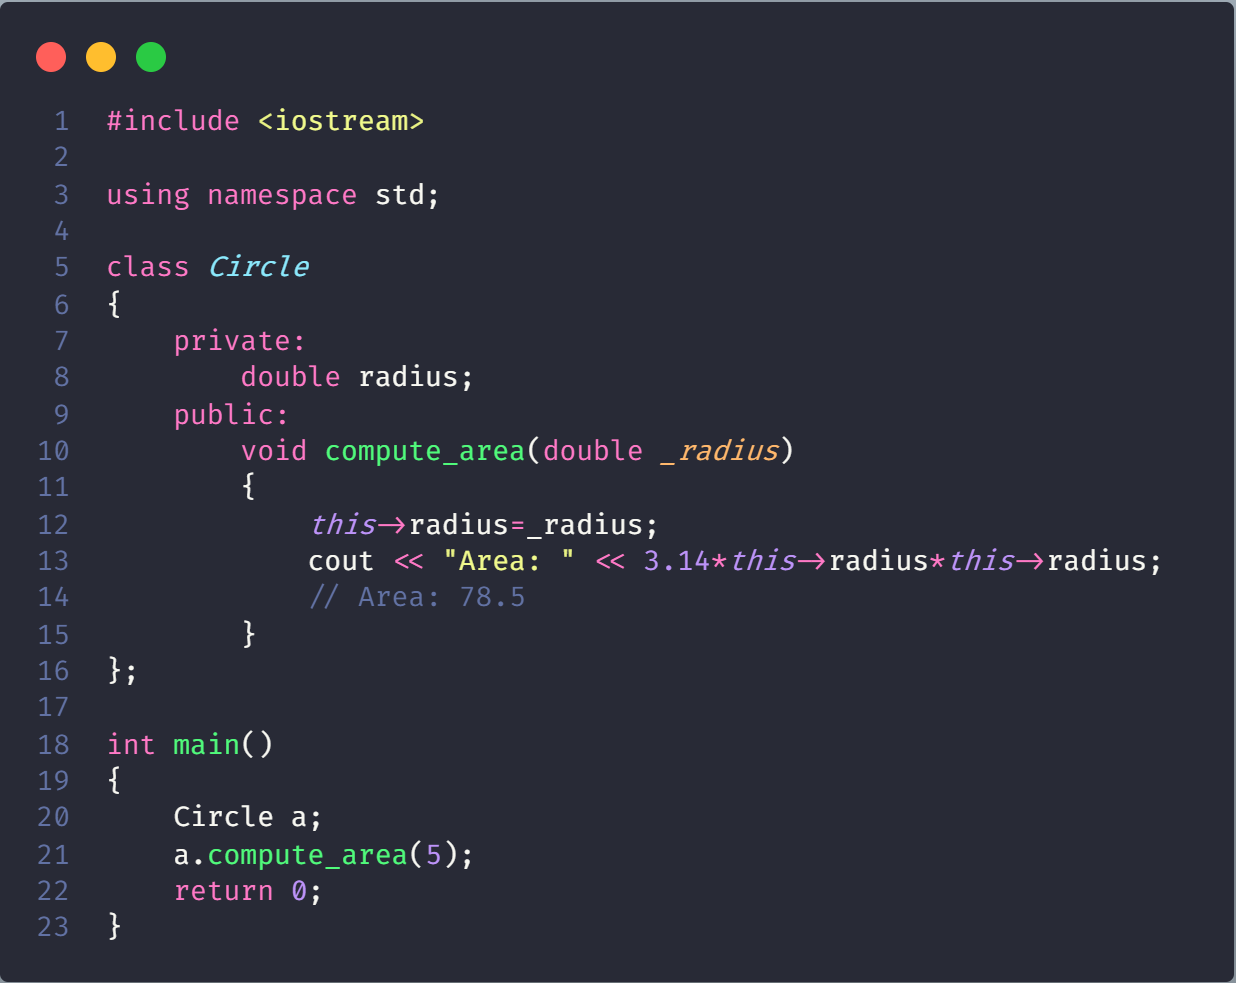 1 #include <iostream>
2
3 using namespace std;
4
5 class Circle
6 {
7     private:
8         double radius;
9     public:
10         void compute_area(double _radius)
11         {
12             this->radius=_radius;
13             cout << "Area: " << 3.14*this->radius*this->radius;
14             // Area: 78.5
15         }
16 };
17
18 int main()
19 {
20     Circle a;
21     a.compute_area(5);
22     return 0;
23 }